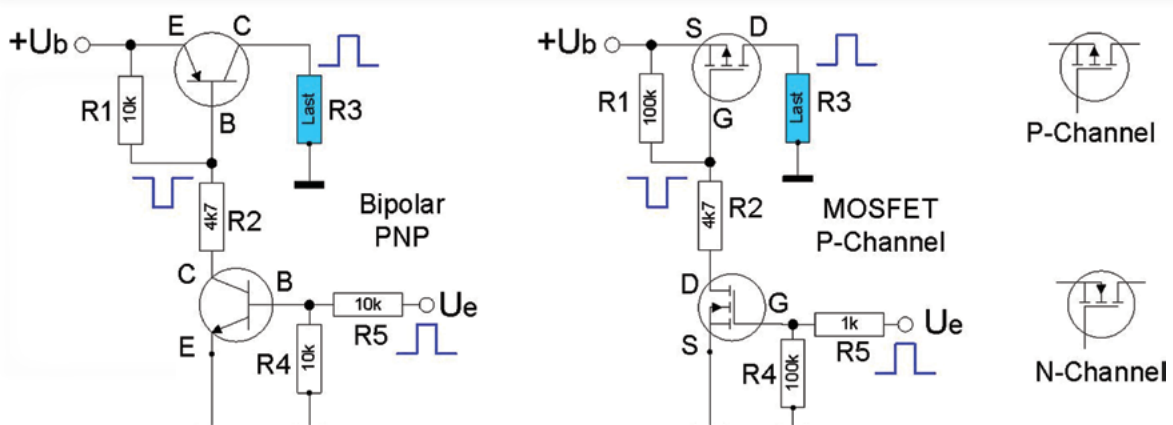 E C
+Ub
R1
10k
Last
R3
B
4k7
R2
Bipolar
PNP
C
B
10k
Ue
R5
E
R4
10k
S D
+Ub
R1
100k
Last
R3
G
4k7
R2
MOSFET
P-Channel
D
G
1k
Ue
R5
S
R4
100k
P-Channel
N-Channel